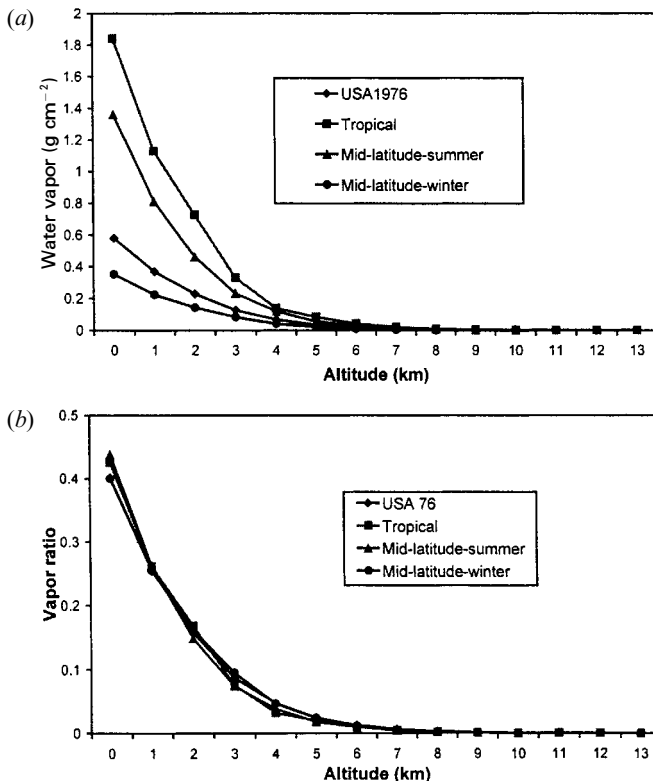 (a)
2
1.8
1.6
1.4
1.2
1
0.8
0.6
0.4
0.2
0
Water vapor (g cm⁻²)
USA1976
Tropical
Mid-latitude-summer
Mid-latitude-winter
0 1 2 3 4 5 6 7 8 9 10 11 12 13
Altitude (km)
(b)
0.5
0.4
0.3
0.2
0.1
0
Vapor ratio
USA 76
Tropical
Mid-latitude-summer
Mid-latitude-winter
0 1 2 3 4 5 6 7 8 9 10 11 12 13
Altitude (km)